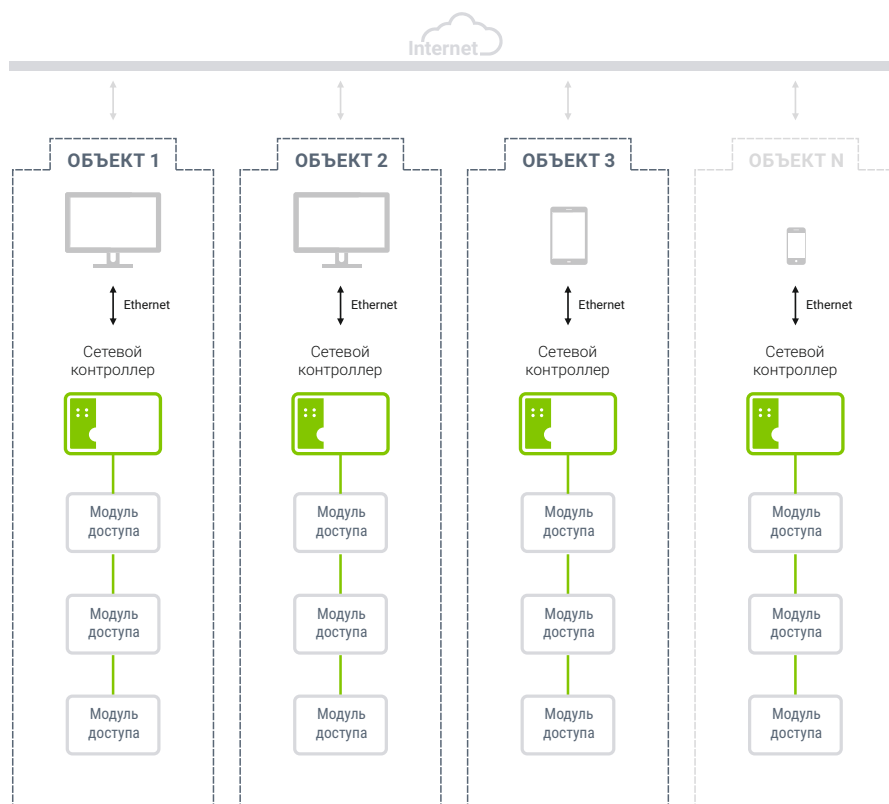 Internet
ОБЪЕКТ 1
ОБЪЕКТ 2
ОБЪЕКТ 3
ОБЪЕКТ N
Ethernet
Ethernet
Ethernet
Ethernet
Сетевой
контроллер
Сетевой
контроллер
Сетевой
контроллер
Сетевой
контроллер
Модуль
доступа
Модуль
доступа
Модуль
доступа
Модуль
доступа
Модуль
доступа
Модуль
доступа
Модуль
доступа
Модуль
доступа
Модуль
доступа
Модуль
доступа
Модуль
доступа
Модуль
доступа